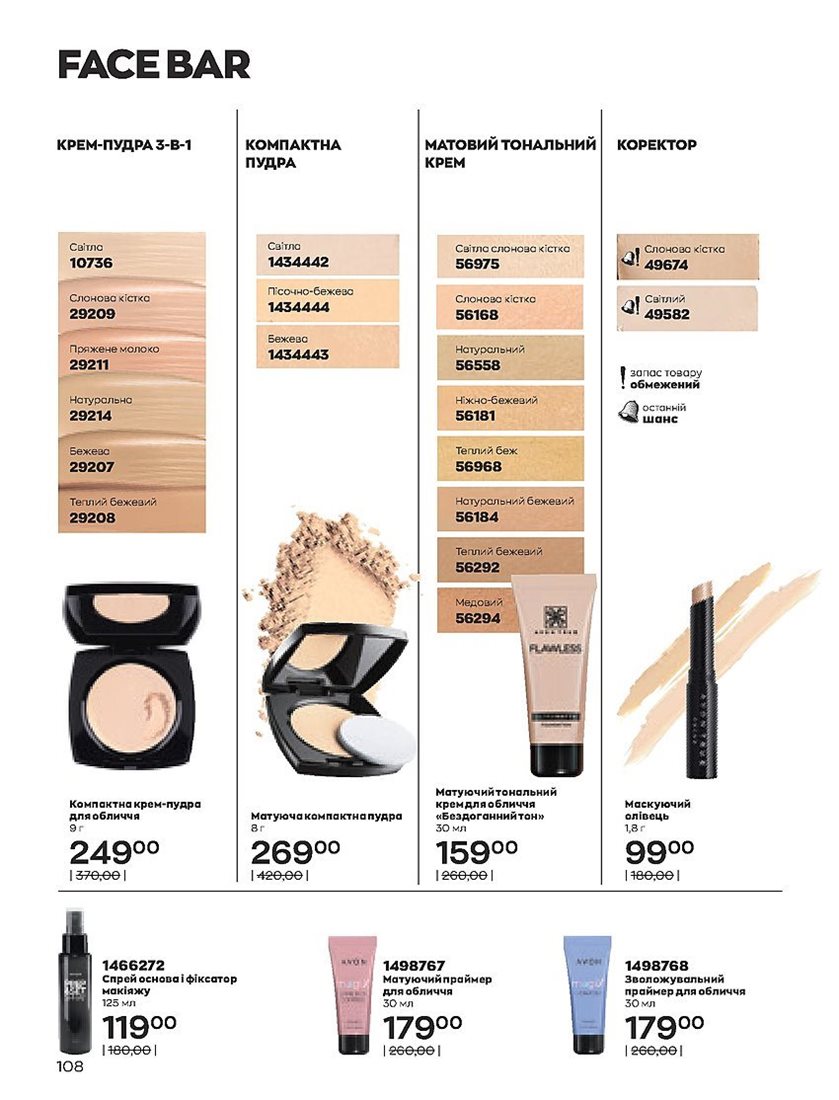 FACE BAR
КРЕМ-ПУДРА 3-В-1
Світла
10736
Слонова кістка
29209
Пряжене молоко
29211
Натуральна
29214
Бежева
29207
Теплий бежевий
29208
Компактна крем-пудра
для обличчя
9 г
249⁰⁰
| 370,00 |
КОМПАКТНА
ПУДРА
Світла
1434442
Пісочно-бежева
1434444
Бежева
1434443
Матуюча компактна пудра
8 г
269⁰⁰
| 420,00 |
МАТОВИЙ ТОНАЛЬНИЙ
КРЕМ
Світла слонова кістка
56975
Слонова кістка
56168
Натуральний
56558
Ніжно-бежевий
56181
Теплий беж
56968
Натуральний бежевий
56184
Теплий бежевий
56292
Медовий
56294
FLAWLESS
FOUNDATION
Матуючий тональний
крем для обличчя
«Бездоганний тон»
30 мл
159⁰⁰
| 260,00 |
КОРЕКТОР
Слонова кістка
49674
Світлий
49582
! запас товару
обмежений
останній
шанс
Маскуючий
олівець
1,8 г
99⁰⁰
| 180,00 |
1466272
Спрей основа і фіксатор
макіяжу
125 мл
119⁰⁰
| 180,00 |
AVON
magiX
1498767
Матуючий праймер
для обличчя
30 мл
179⁰⁰
| 260,00 |
AVON
magiX
1498768
Зволожувальний
праймер для обличчя
30 мл
179⁰⁰
| 260,00 |
108